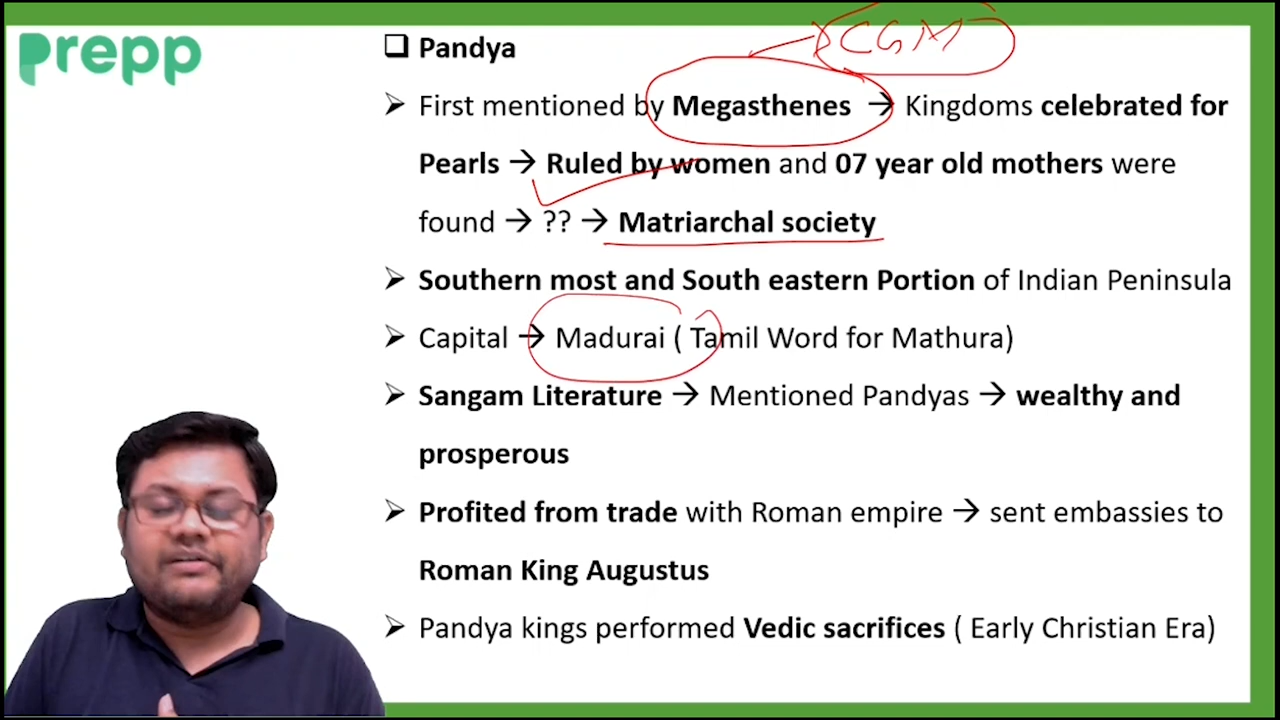 prepp
❑ Pandya
➢ First mentioned by Megasthenes → Kingdoms celebrated for
Pearls → Ruled by women and 07 year old mothers were
found → ?? → Matriarchal society
➢ Southern most and South eastern Portion of Indian Peninsula
➢ Capital → Madurai ( Tamil Word for Mathura)
➢ Sangam Literature → Mentioned Pandyas → wealthy and
prosperous
➢ Profited from trade with Roman empire → sent embassies to
Roman King Augustus
➢ Pandya kings performed Vedic sacrifices ( Early Christian Era)